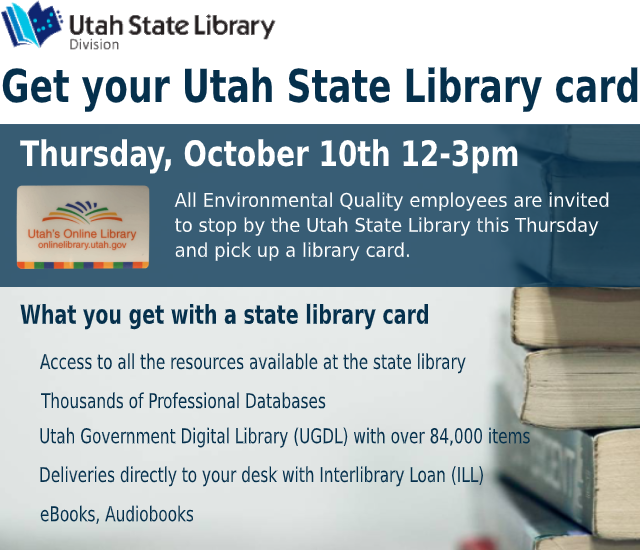 Utah State Library
Division
Get your Utah State Library card
Thursday, October 10th 12-3pm
Utah's Online Library
onlinelibrary.utah.gov
All Environmental Quality employees are invited
to stop by the Utah State Library this Thursday
and pick up a library card.
What you get with a state library card
Access to all the resources available at the state library
Thousands of Professional Databases
Utah Government Digital Library (UGDL) with over 84,000 items
Deliveries directly to your desk with Interlibrary Loan (ILL)
eBooks, Audiobooks